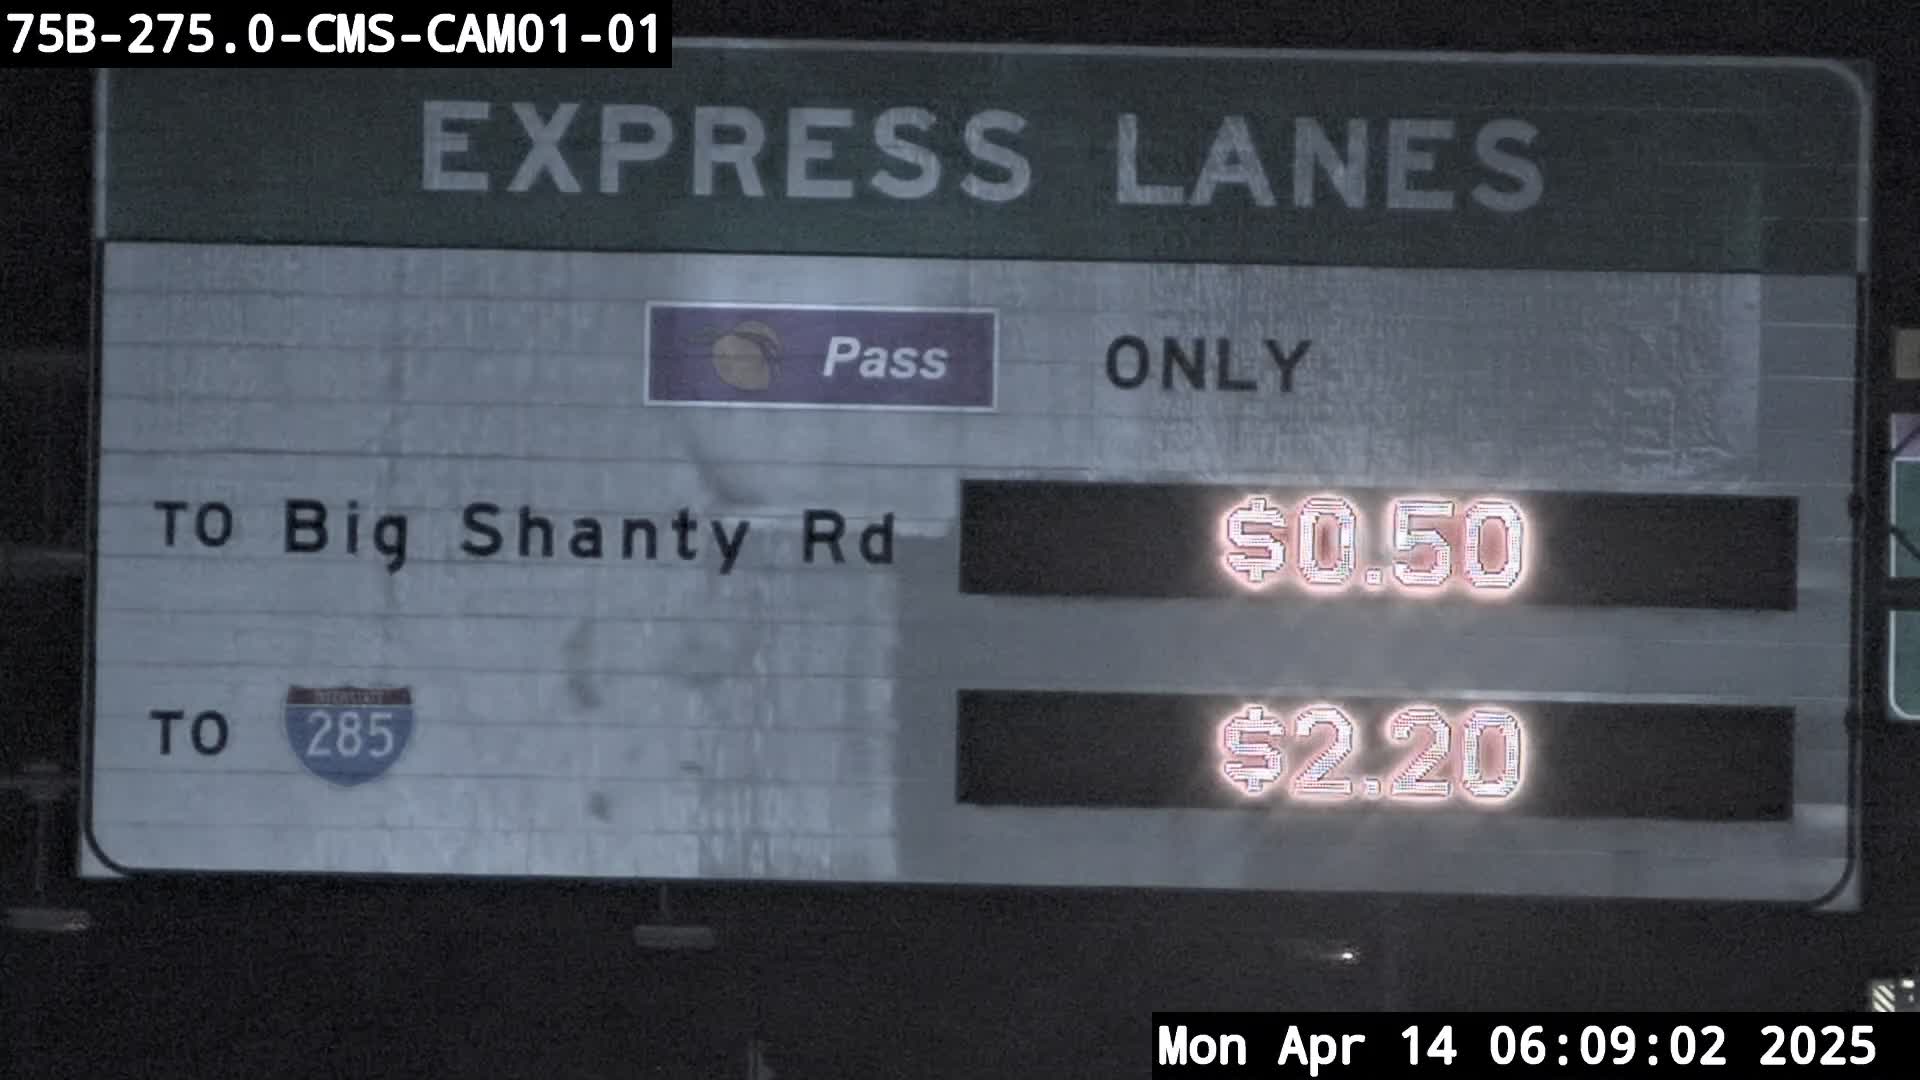 75B-275.0-CMS-CAM01-01
EXPRESS LANES
Pass ONLY
TO Big Shanty Rd $0.50
TO INTERSTATE 285 $2.20
Mon Apr 14 06:09:02 2025